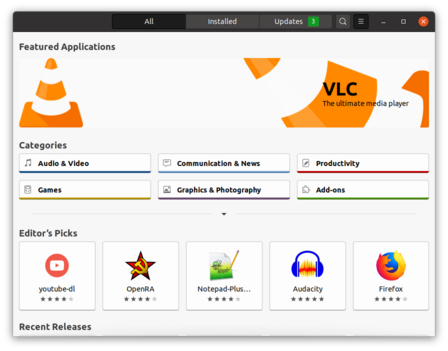 All Installed Updates 3
Featured Applications
VLC
The ultimate media player
Categories
Audio & Video Communication & News Productivity
Games Graphics & Photography Add-ons
Editor's Picks
youtube-dl OpenRA Notepad-Plus... Audacity Firefox
Recent Releases